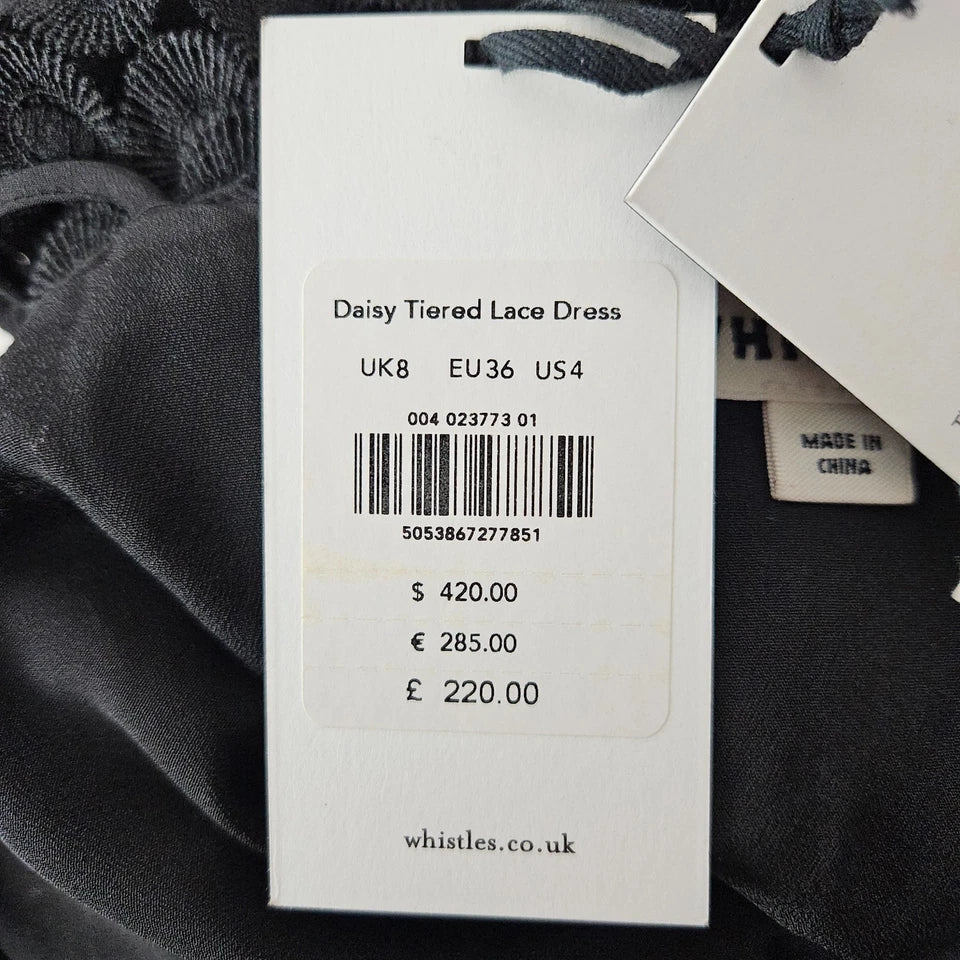 Daisy Tiered Lace Dress
UK8 EU36 US4
004 023773 01
5053867277851
$ 420.00
€ 285.00
£ 220.00
whistles.co.uk
MADE IN
CHINA